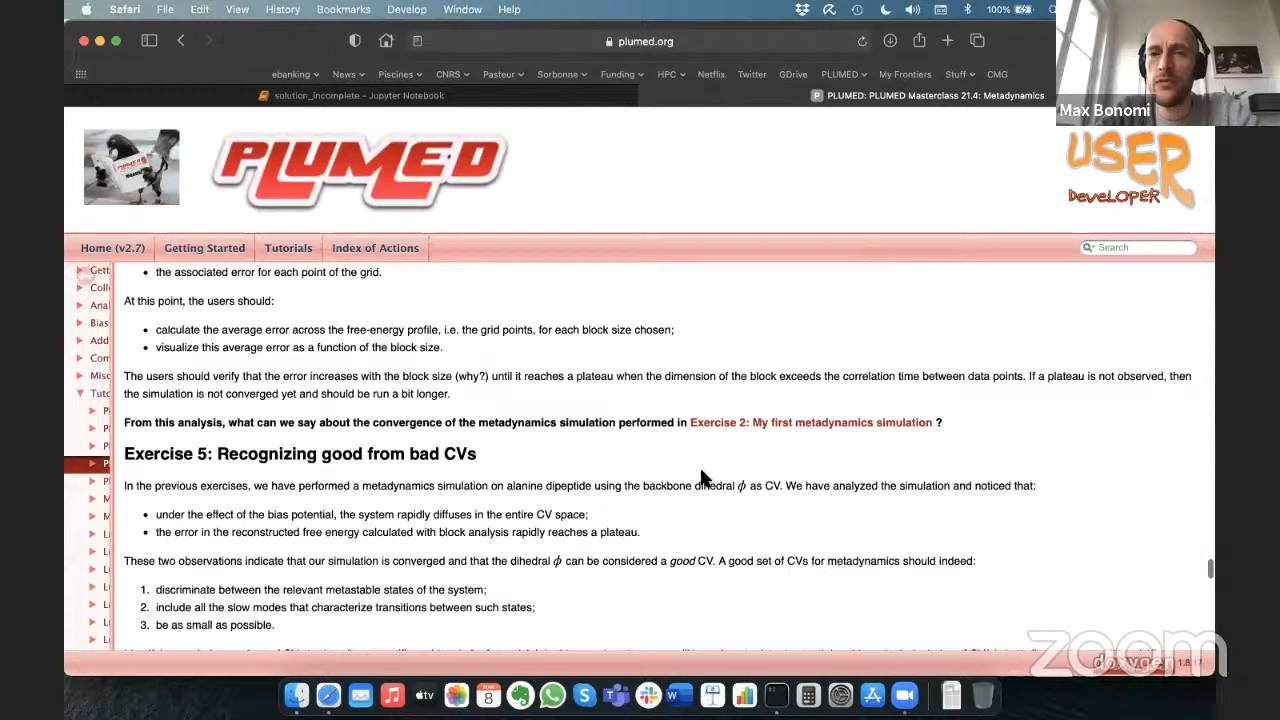 Safari File Edit View History Bookmarks Develop Window Help 100%
plumed.org
ebanking News Piscines CNRS Pasteur Sorbonne Funding HPC Netflix Twitter GDrive PLUMED My Frontiers Stuff CMG
solution_incomplete - Jupyter Notebook
P PLUMED: PLUMED Masterclass 21.4: Metadynamics
Max Bonomi
PLUMED
USER
DEVELOPER
Home (v2.7) Getting Started Tutorials Index of Actions Search
Gett
Coll
Ana
Bias
Add
Com
Misc
Tuto
the associated error for each point of the grid.
At this point, the users should:
calculate the average error across the free-energy profile, i.e. the grid points, for each block size chosen;
visualize this average error as a function of the block size.
The users should verify that the error increases with the block size (why?) until it reaches a plateau when the dimension of the block exceeds the correlation time between data points. If a plateau is not observed, then
the simulation is not converged yet and should be run a bit longer.
From this analysis, what can we say about the convergence of the metadynamics simulation performed in Exercise 2: My first metadynamics simulation ?
Exercise 5: Recognizing good from bad CVs
In the previous exercises, we have performed a metadynamics simulation on alanine dipeptide using the backbone dihedral ϕ as CV. We have analyzed the simulation and noticed that:
under the effect of the bias potential, the system rapidly diffuses in the entire CV space;
the error in the reconstructed free energy calculated with block analysis rapidly reaches a plateau.
These two observations indicate that our simulation is converged and that the dihedral ϕ can be considered a good CV. A good set of CVs for metadynamics should indeed:
1. discriminate between the relevant metastable states of the system;
2. include all the slow modes that characterize transitions between such states;
3. be as small as possible.
zoom
doxygen 1.8.17
tv
8